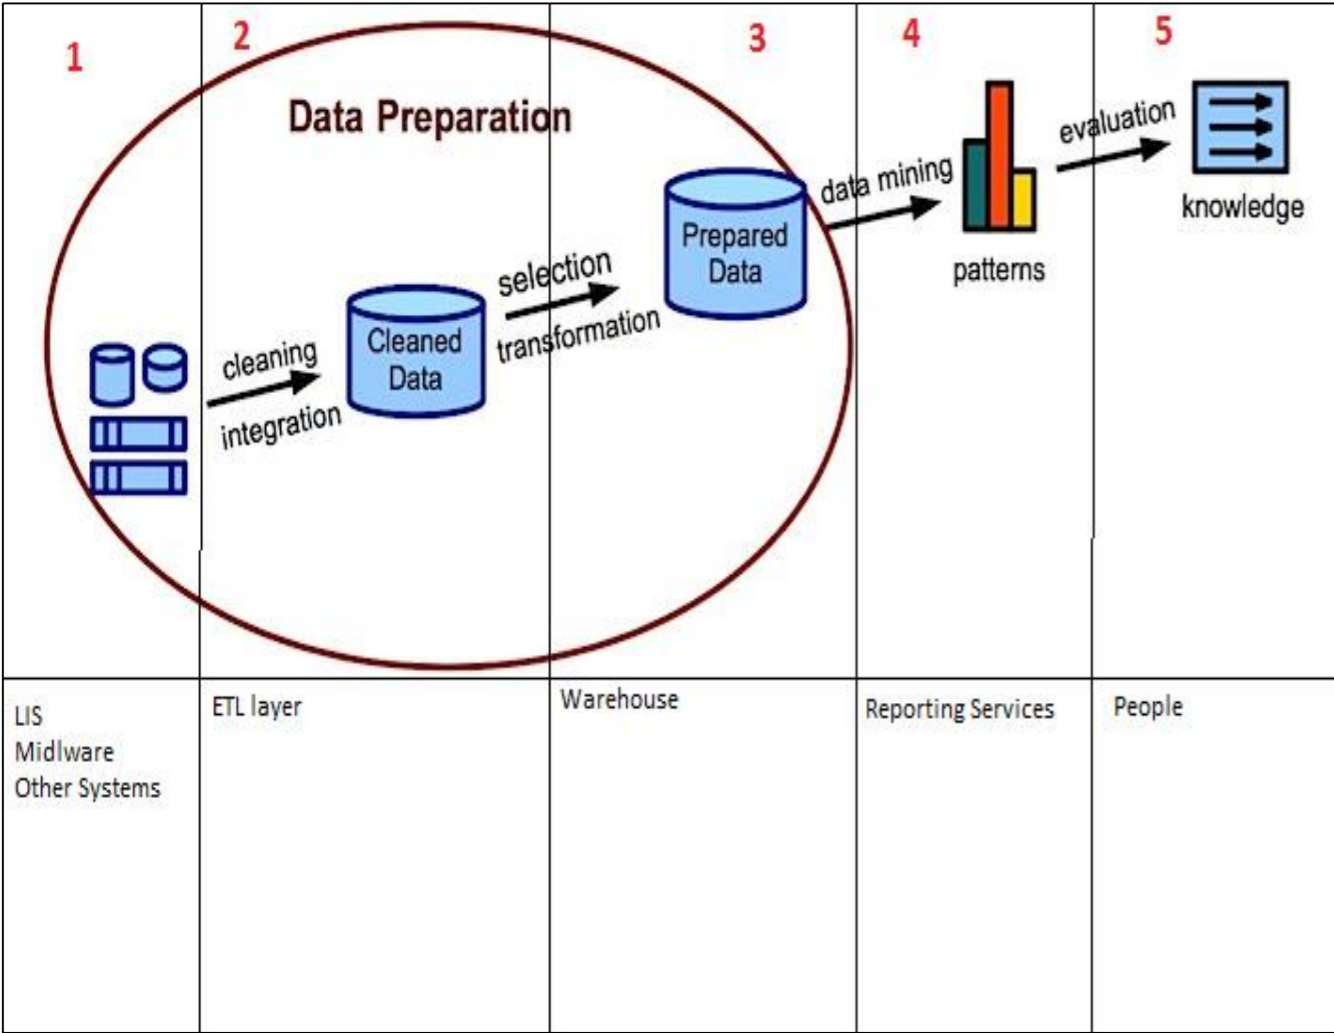 1
2
3
4
5
Data Preparation
cleaning
integration
Cleaned
Data
selection
transformation
Prepared
Data
data mining
patterns
evaluation
knowledge
LIS
Midlware
Other Systems
ETL layer
Warehouse
Reporting Services
People